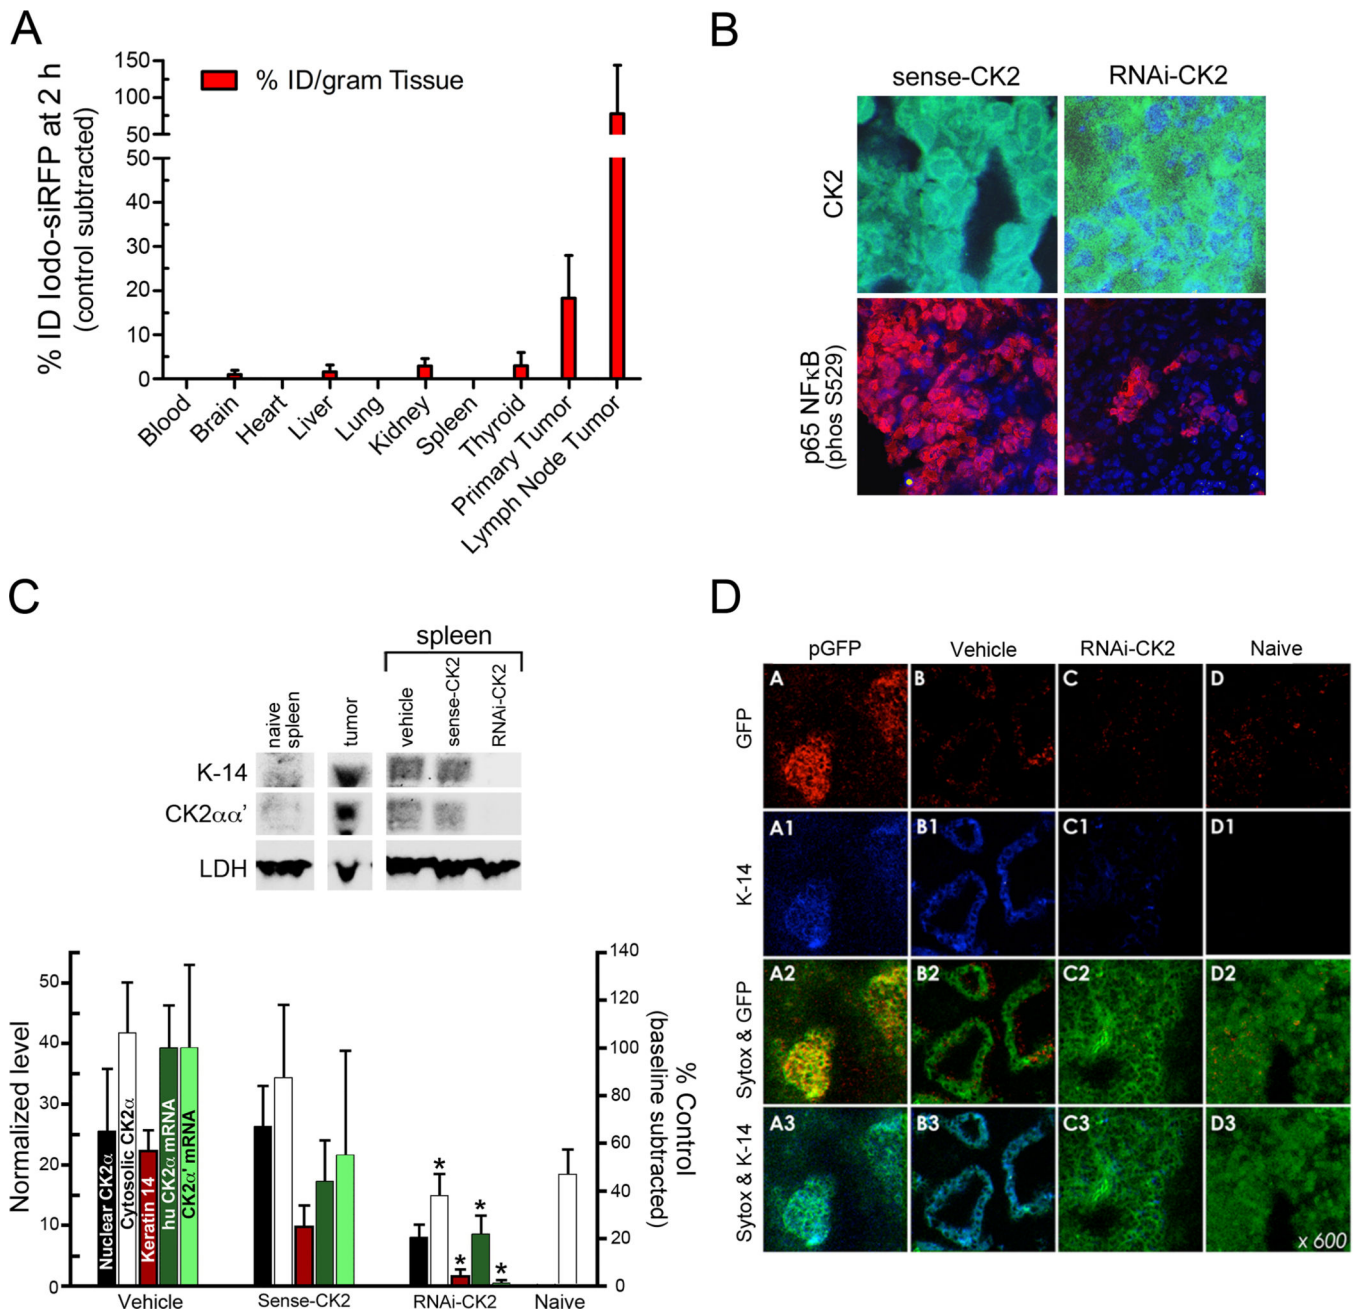 A
% ID Iodo-siRFP at 2 h
(control subtracted)
150
100
50
50
40
30
20
10
0
% ID/gram Tissue
Blood
Brain
Heart
Liver
Lung
Kidney
Spleen
Thyroid
Primary Tumor
Lymph Node Tumor
B
sense-CK2
RNAi-CK2
CK2
p65 NFκB
(phos S529)
C
spleen
naive
spleen
tumor
vehicle
sense-CK2
RNAi-CK2
K-14
CK2αα'
LDH
Normalized level
50
40
30
20
10
0
Nuclear CK2α
Cytosolic CK2α
Keratin 14
hu CK2α mRNA
CK2α' mRNA
*
*
*
*
140
120
100
80
60
40
20
0
% Control
(baseline subtracted)
Vehicle
Sense-CK2
RNAi-CK2
Naive
D
pGFP
Vehicle
RNAi-CK2
Naive
GFP
A
B
C
D
K-14
A1
B1
C1
D1
Sytox & GFP
A2
B2
C2
D2
Sytox & K-14
A3
B3
C3
D3
x 600